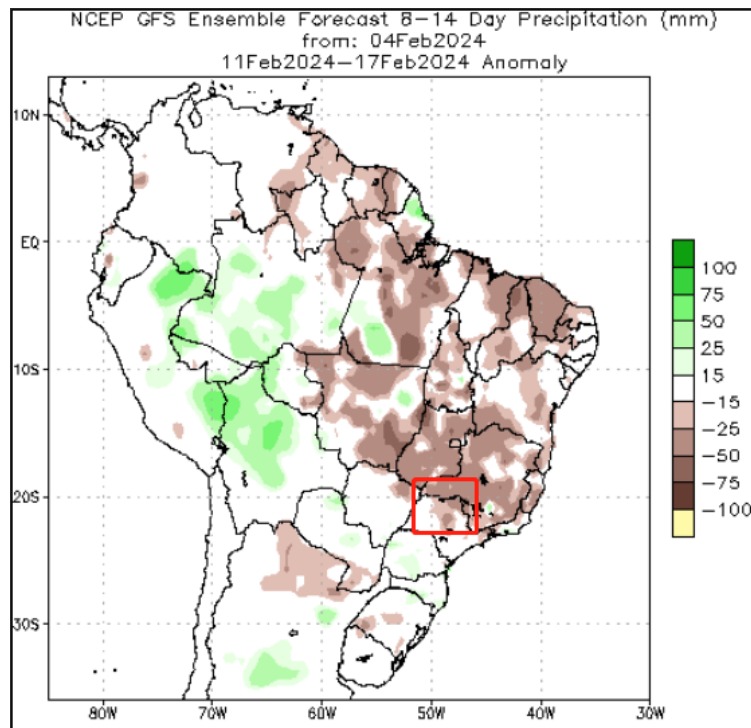 NCEP GFS Ensemble Forecast 8-14 Day Precipitation (mm)
from: 04Feb2024
11Feb2024-17Feb2024 Anomaly
10N
EQ
10S
20S
30S
80W 70W 60W 50W 40W 30W
100
75
50
25
15
-15
-25
-50
-75
-100